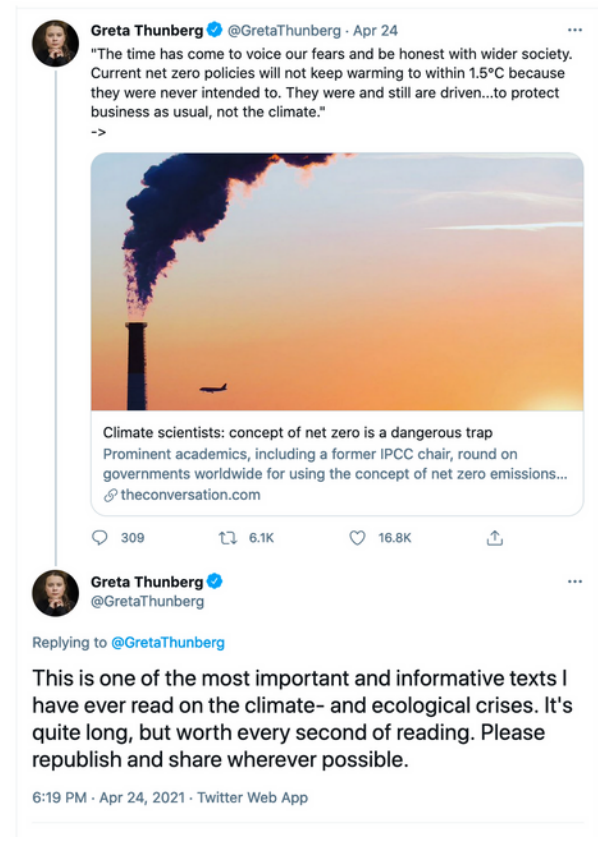 Greta Thunberg @GretaThunberg · Apr 24
"The time has come to voice our fears and be honest with wider society.
Current net zero policies will not keep warming to within 1.5°C because
they were never intended to. They were and still are driven...to protect
business as usual, not the climate."
->
Climate scientists: concept of net zero is a dangerous trap
Prominent academics, including a former IPCC chair, round on
governments worldwide for using the concept of net zero emissions...
theconversation.com
309 6.1K 16.8K
Greta Thunberg
@GretaThunberg
Replying to @GretaThunberg
This is one of the most important and informative texts I
have ever read on the climate- and ecological crises. It's
quite long, but worth every second of reading. Please
republish and share wherever possible.
6:19 PM · Apr 24, 2021 · Twitter Web App